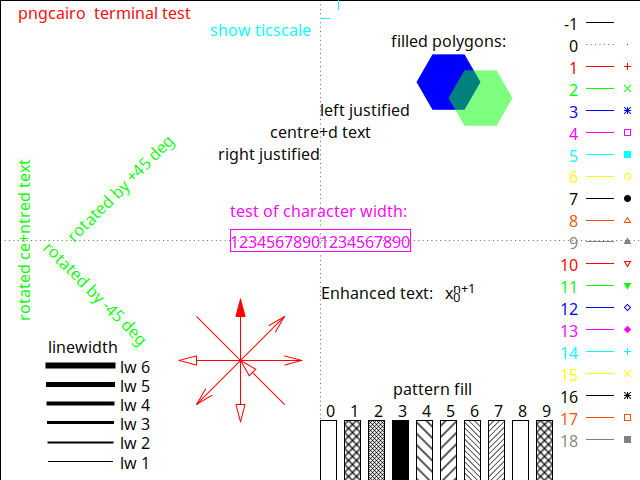 pngcairo  terminal test
show ticscale
filled polygons:
left justified
centre+d text
right justified
rotated by +45 deg
rotated ce+ntred text
rotated by -45 deg
test of character width:
12345678901234567890
Enhanced text:   x₀ⁿ⁺¹
linewidth
lw 6
lw 5
lw 4
lw 3
lw 2
lw 1
pattern fill
0 1 2 3 4 5 6 7 8 9
-1
0
1
2
3
4
5
6
7
8
9
10
11
12
13
14
15
16
17
18